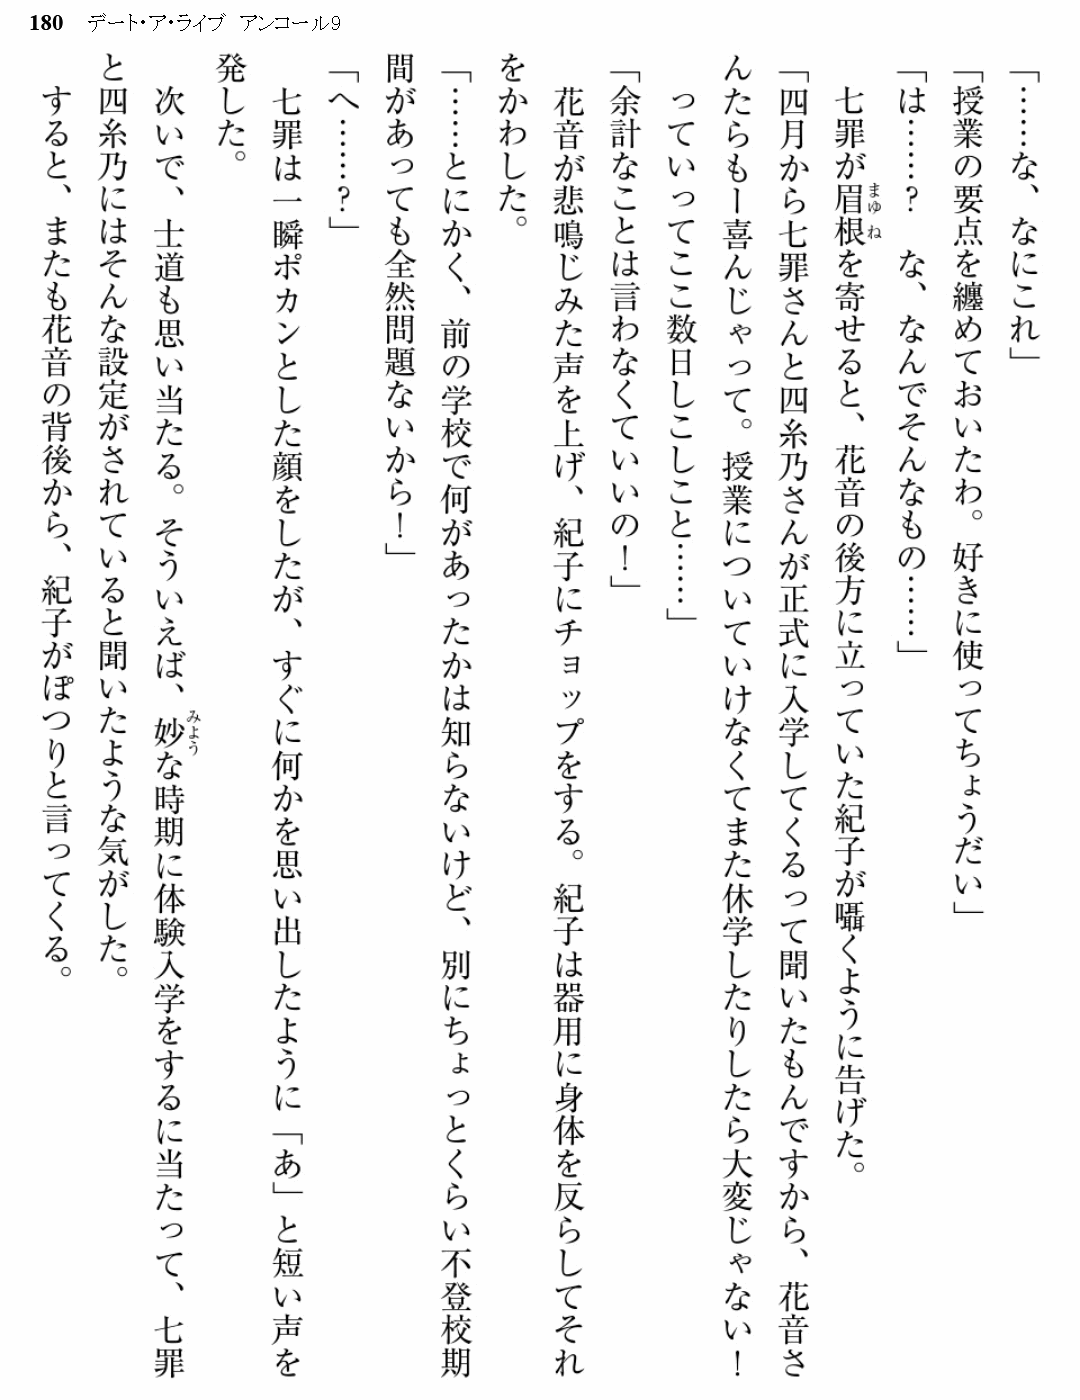 180 デート・ア・ライブ アンコール9
「……な、なにこれ」
「授業の要点を纏めておいたわ。好きに使ってちょうだい」
「は……? な、なんでそんなもの……」
七罪が眉根を寄せると、花音の後方に立っていた紀子が囁くように告げた。
まゆね
「四月から七罪さんと四糸乃さんが正式に入学してくるって聞いたもんですから、花音さ
んたらもー喜んじゃって。授業についていけなくてまた休学したりしたら大変じゃない!
っていってここ数日しこしこと……」
「余計なことは言わなくていいの!」
花音が悲鳴じみた声を上げ、紀子にチョップをする。紀子は器用に身体を反らしてそれ
をかわした。
「……とにかく、前の学校で何があったかは知らないけど、別にちょっとくらい不登校期
間があっても全然問題ないから!」
「へ……?」
七罪は一瞬ポカンとした顔をしたが、すぐに何かを思い出したように「あ」と短い声を
発した。
次いで、士道も思い当たる。そういえば、妙な時期に体験入学をするに当たって、七罪
みよう
と四糸乃にはそんな設定がされていると聞いたような気がした。
すると、またも花音の背後から、紀子がぽつりと言ってくる。